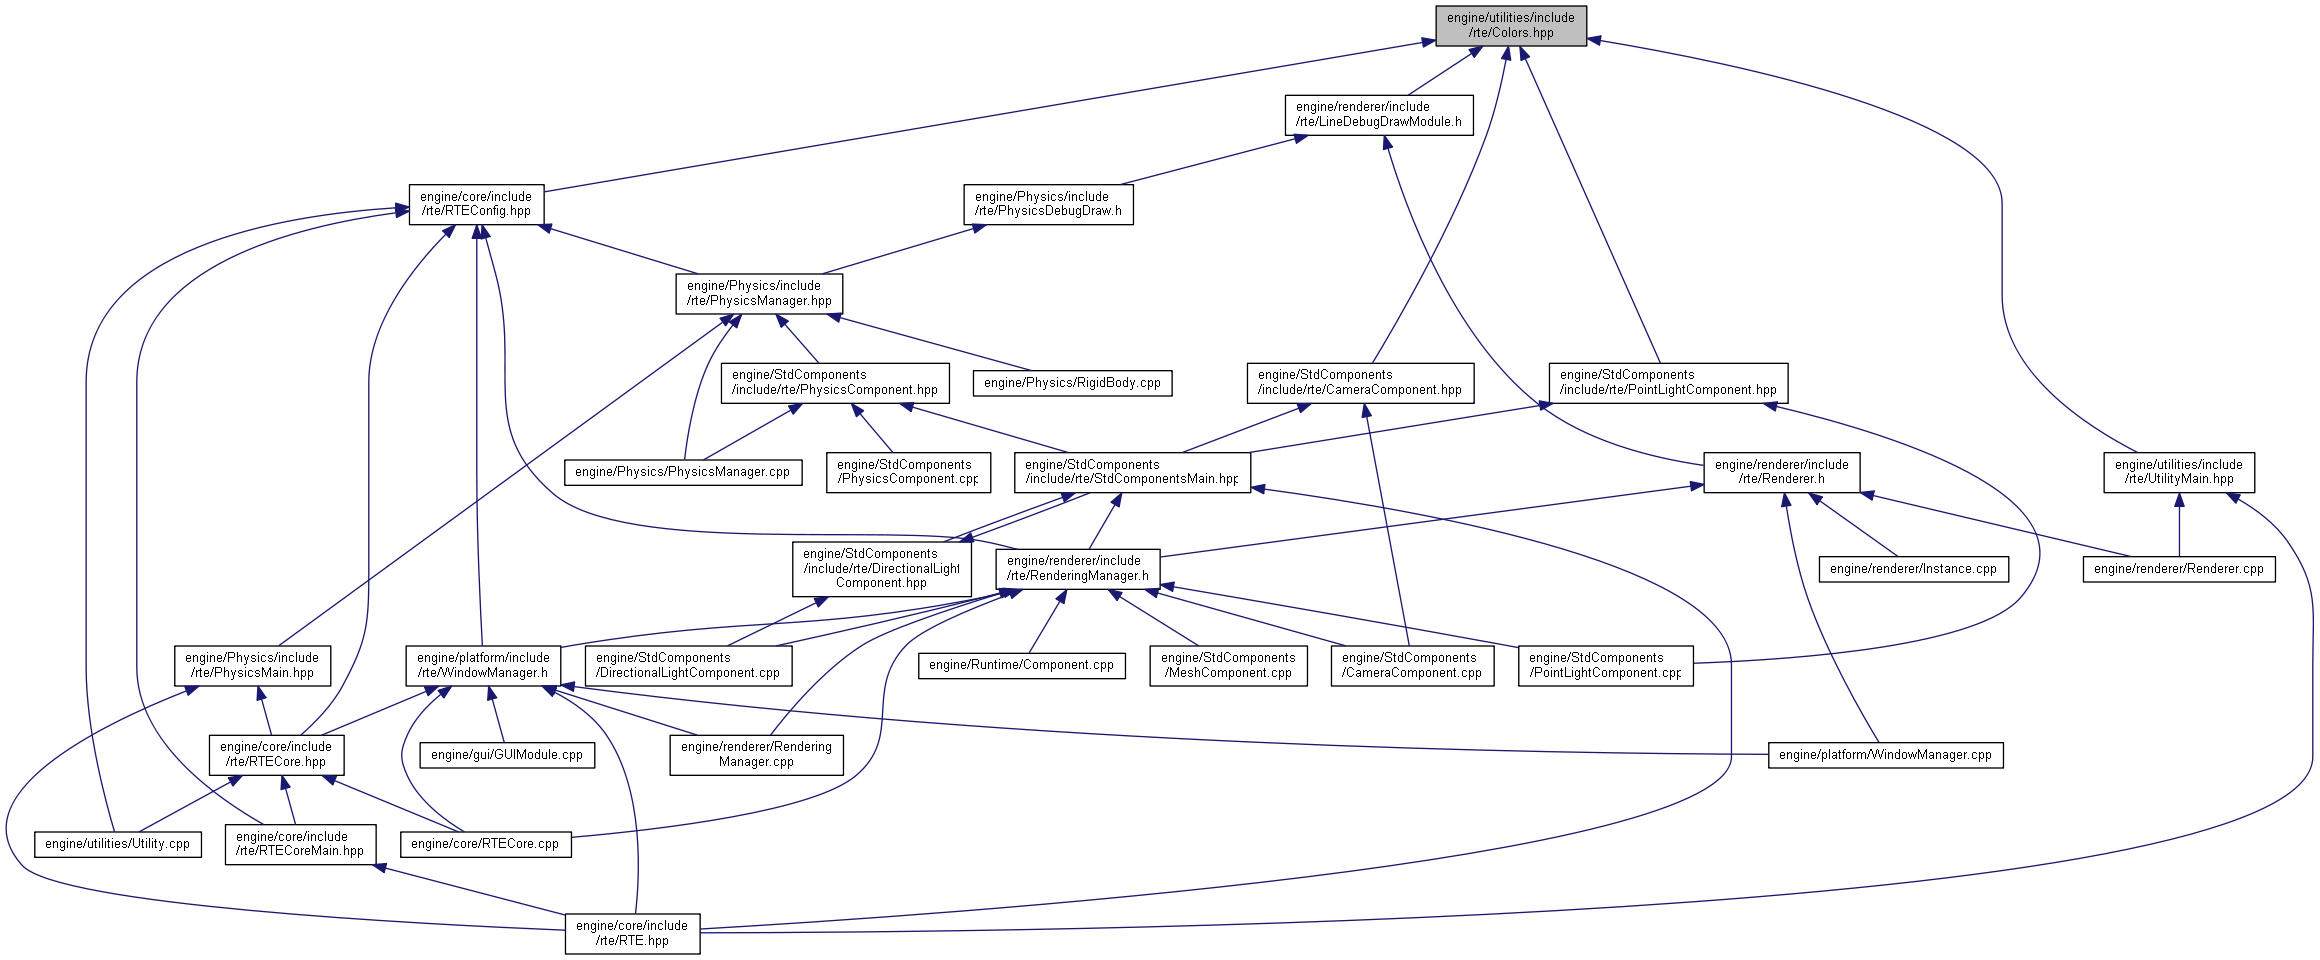 engine/utilities/include
/rte/Colors.hpp
engine/renderer/include
/rte/LineDebugDrawModule.h
engine/core/include
/rte/RTEConfig.hpp
engine/Physics/include
/rte/PhysicsDebugDraw.h
engine/Physics/include
/rte/PhysicsManager.hpp
engine/StdComponents
/include/rte/PhysicsComponent.hpp
engine/Physics/RigidBody.cpp
engine/StdComponents
/include/rte/CameraComponent.hpp
engine/StdComponents
/include/rte/PointLightComponent.hpp
engine/Physics/PhysicsManager.cpp
engine/StdComponents
/PhysicsComponent.cpp
engine/StdComponents
/include/rte/StdComponentsMain.hpp
engine/renderer/include
/rte/Renderer.h
engine/utilities/include
/rte/UtilityMain.hpp
engine/StdComponents
/include/rte/DirectionalLight
Component.hpp
engine/renderer/include
/rte/RenderingManager.h
engine/renderer/Instance.cpp
engine/renderer/Renderer.cpp
engine/Physics/include
/rte/PhysicsMain.hpp
engine/platform/include
/rte/WindowManager.h
engine/StdComponents
/DirectionalLightComponent.cpp
engine/Runtime/Component.cpp
engine/StdComponents
/MeshComponent.cpp
engine/StdComponents
/CameraComponent.cpp
engine/StdComponents
/PointLightComponent.cpp
engine/core/include
/rte/RTECore.hpp
engine/gui/GUIModule.cpp
engine/renderer/Rendering
Manager.cpp
engine/platform/WindowManager.cpp
engine/utilities/Utility.cpp
engine/core/include
/rte/RTECoreMain.hpp
engine/core/RTECore.cpp
engine/core/include
/rte/RTE.hpp